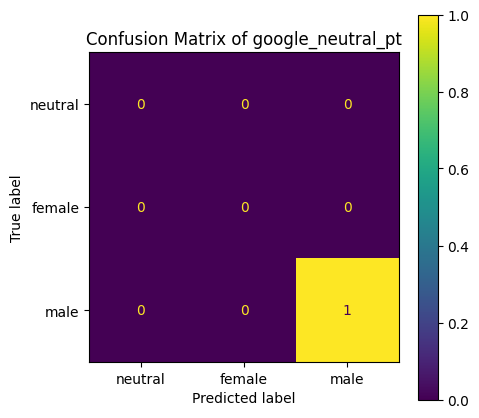 Confusion Matrix of google_neutral_pt
True label
neutral 0 0 0
female 0 0 0
male 0 0 1
neutral female male
Predicted label
1.0
0.8
0.6
0.4
0.2
0.0